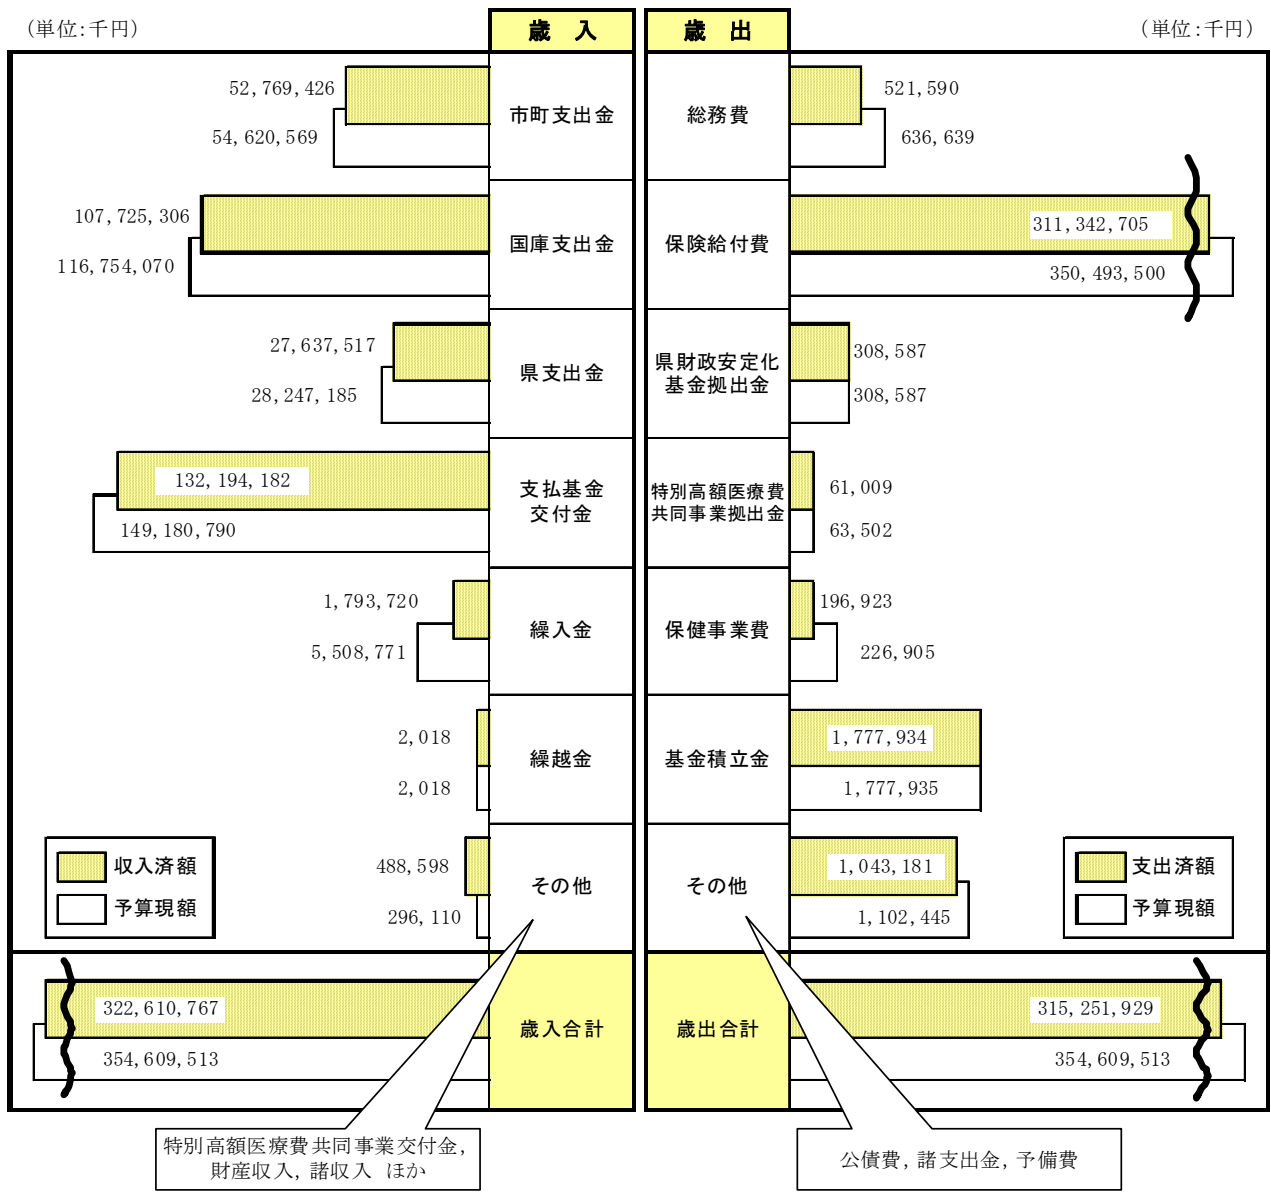 (単位:千円)
歳 入
歳 出
(単位:千円)
52,769,426
54,620,569
市町支出金
総務費
521,590
636,639
107,725,306
116,754,070
国庫支出金
保険給付費
311,342,705
350,493,500
27,637,517
28,247,185
県支出金
県財政安定化
基金拠出金
308,587
308,587
132,194,182
149,180,790
支払基金
交付金
特別高額医療費
共同事業拠出金
61,009
63,502
1,793,720
5,508,771
繰入金
保健事業費
196,923
226,905
2,018
2,018
繰越金
基金積立金
1,777,934
1,777,935
収入済額
予算現額
488,598
296,110
その他
その他
1,043,181
1,102,445
支出済額
予算現額
322,610,767
354,609,513
歳入合計
歳出合計
315,251,929
354,609,513
特別高額医療費共同事業交付金,
財産収入, 諸収入 ほか
公債費, 諸支出金, 予備費